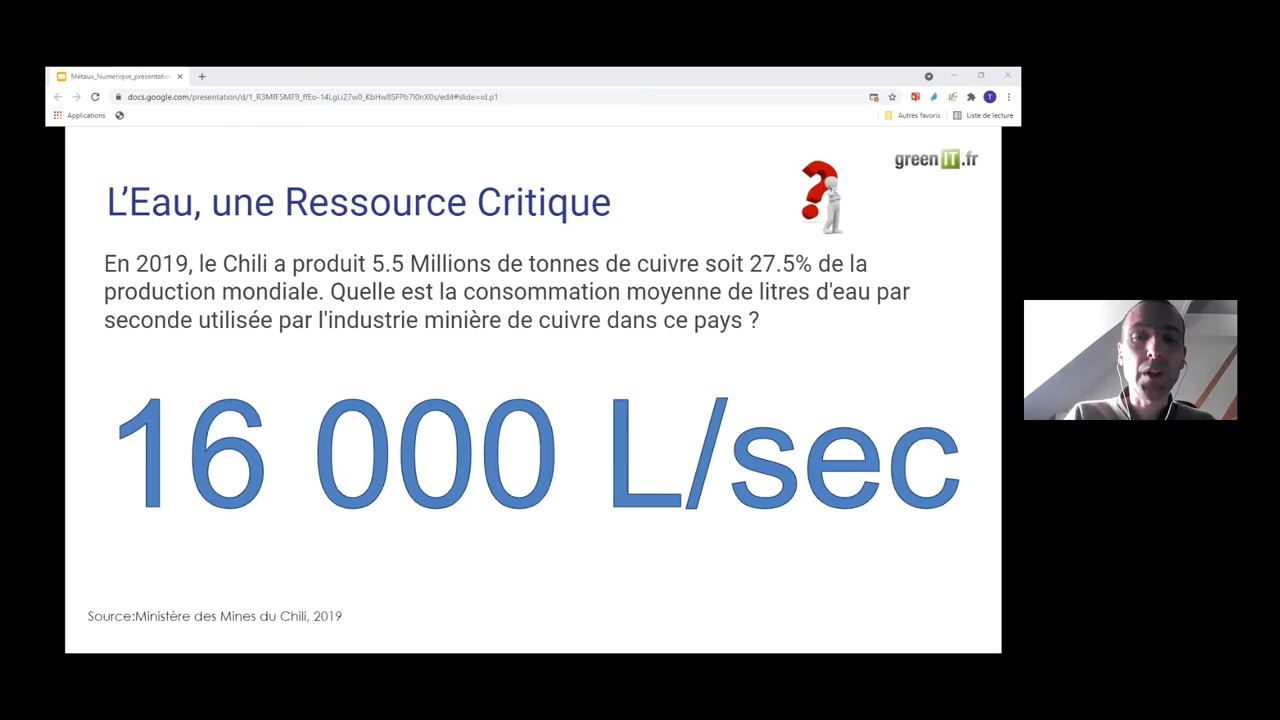 Métaux_Numerique_presentatio
Applications
Autres favoris
Liste de lecture
greenIT.fr
L'Eau, une Ressource Critique
En 2019, le Chili a produit 5.5 Millions de tonnes de cuivre soit 27.5% de la
production mondiale. Quelle est la consommation moyenne de litres d'eau par
seconde utilisée par l'industrie minière de cuivre dans ce pays ?
16 000 L/sec
Source:Ministère des Mines du Chili, 2019